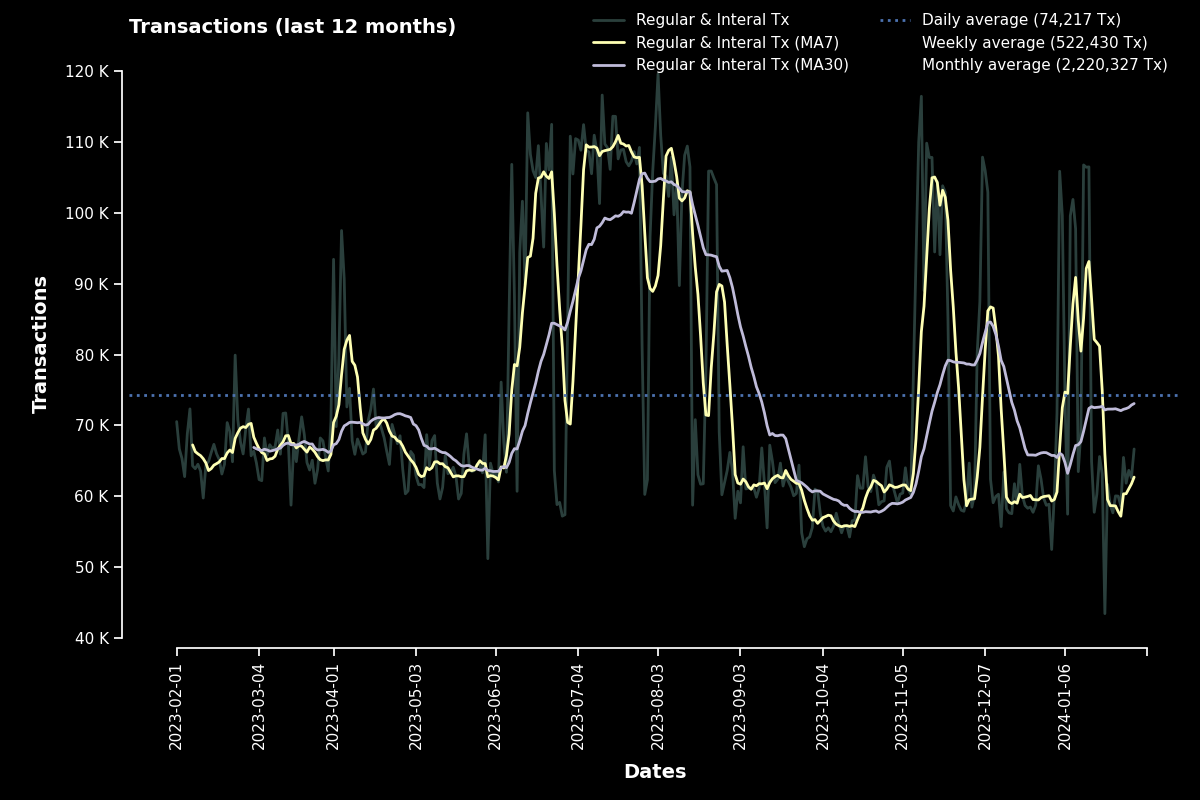 Transactions (last 12 months)
Regular & Interal Tx
Regular & Interal Tx (MA7)
Regular & Interal Tx (MA30)
Daily average (74,217 Tx)
Weekly average (522,430 Tx)
Monthly average (2,220,327 Tx)
120 K
110 K
100 K
90 K
80 K
70 K
60 K
50 K
40 K
Transactions
2023-02-01
2023-03-04
2023-04-01
2023-05-03
2023-06-03
2023-07-04
2023-08-03
2023-09-03
2023-10-04
2023-11-05
2023-12-07
2024-01-06
Dates